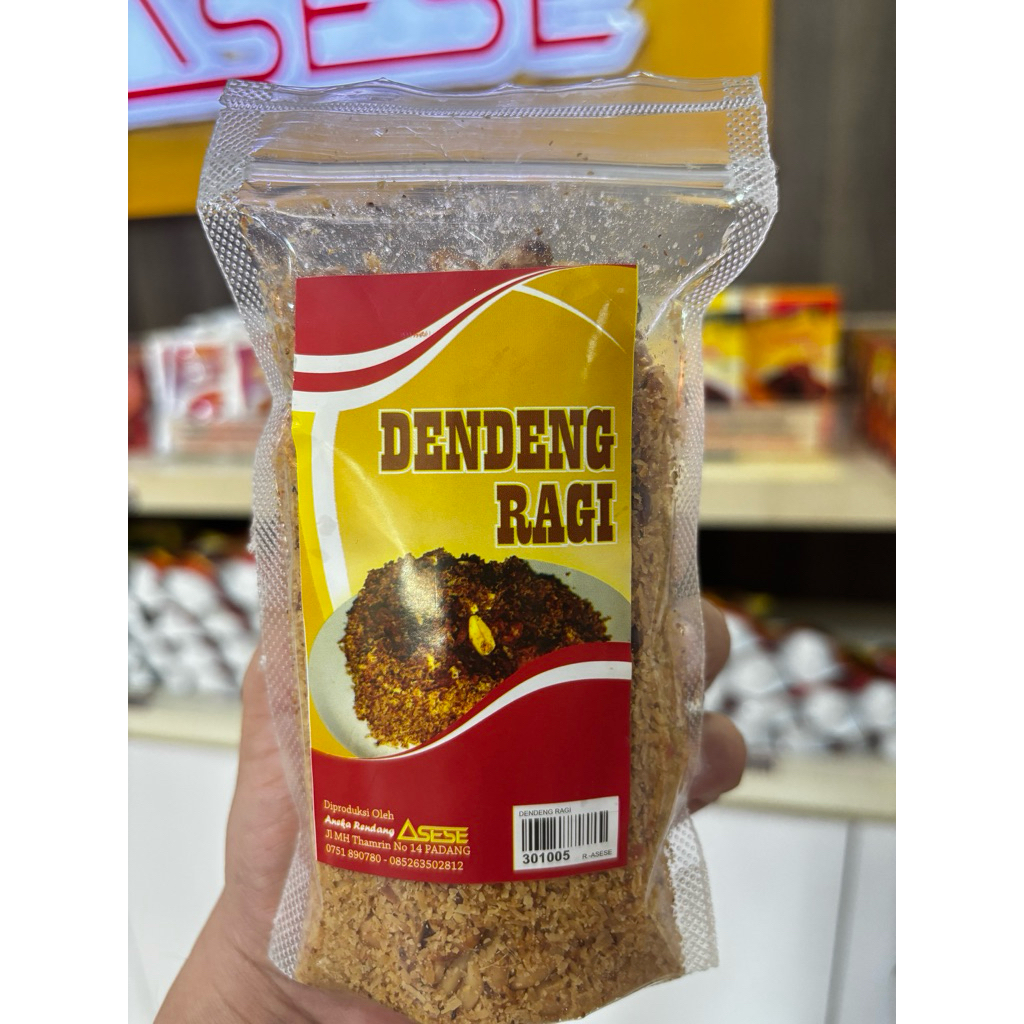 ASESE
DENDENG
RAGI
Diproduksi Oleh
Aneka Rendang ASESE
Jl MH Thamrin No 14 PADANG
0751 890780 - 085263502812
DENDENG RAGI
301005 R.-ASESE